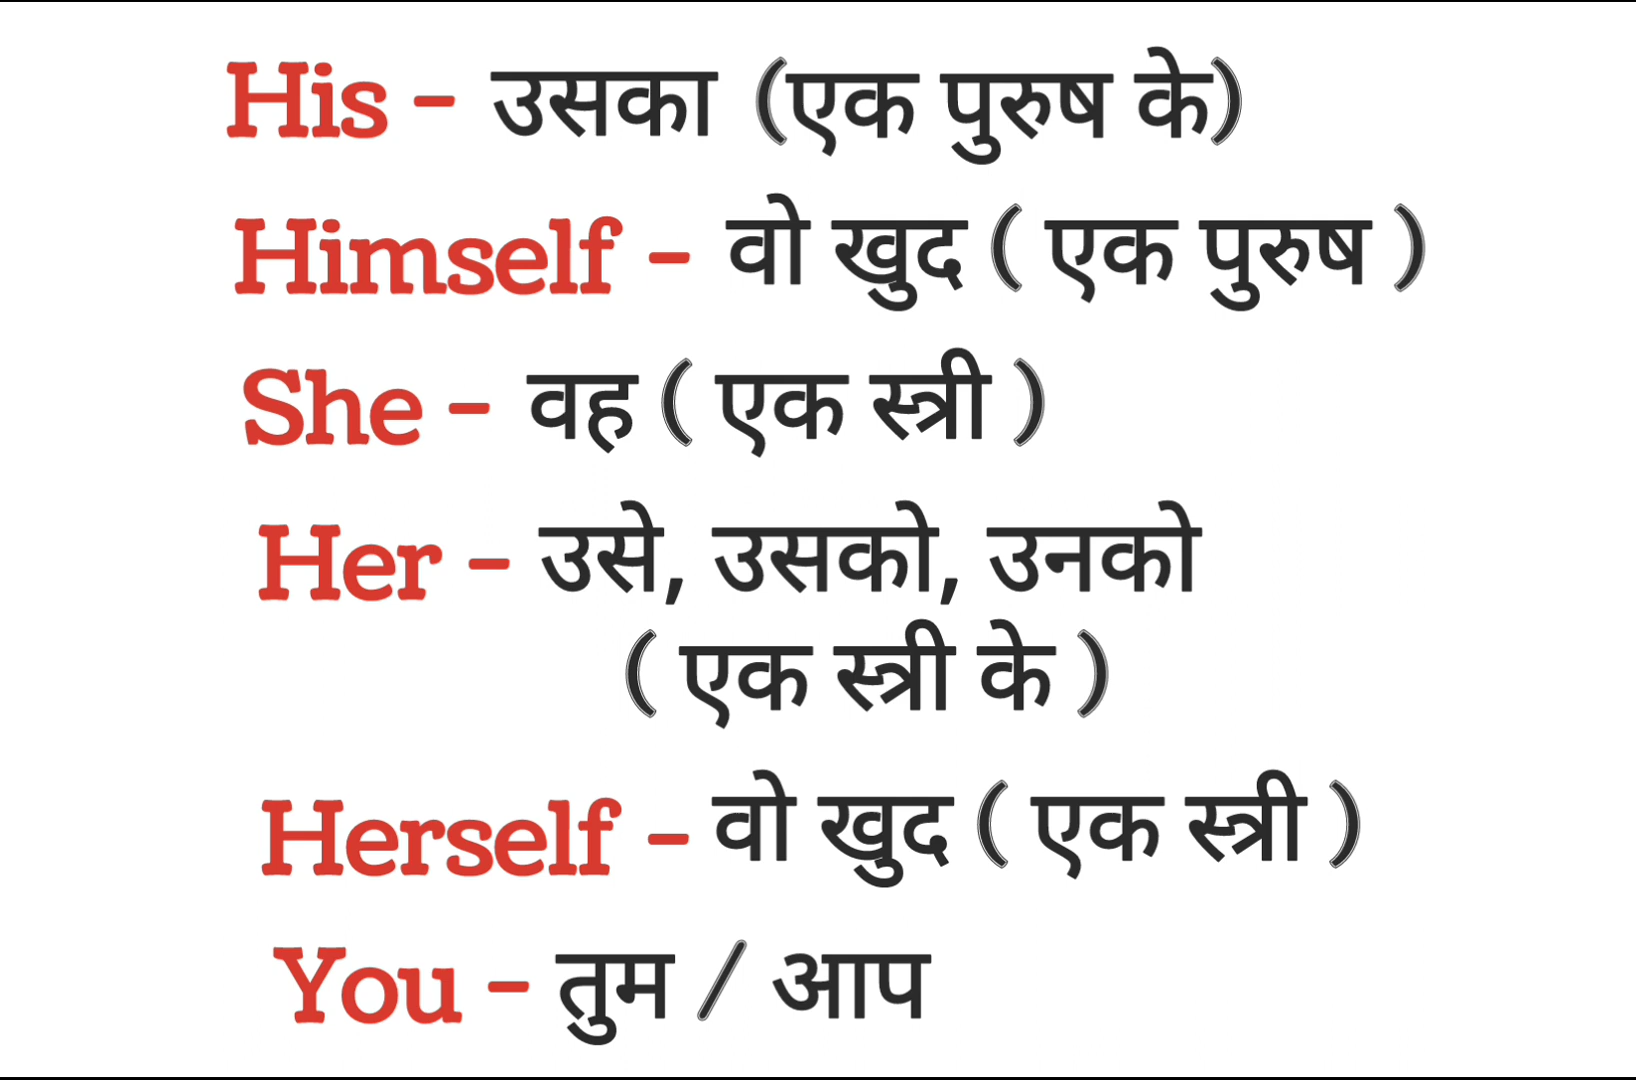 His - उसका (एक पुरुष के)
Himself - वो खुद ( एक पुरुष )
She - वह ( एक स्त्री )
Her - उसे, उसको, उनको
( एक स्त्री के )
Herself - वो खुद ( एक स्त्री )
You - तुम / आप